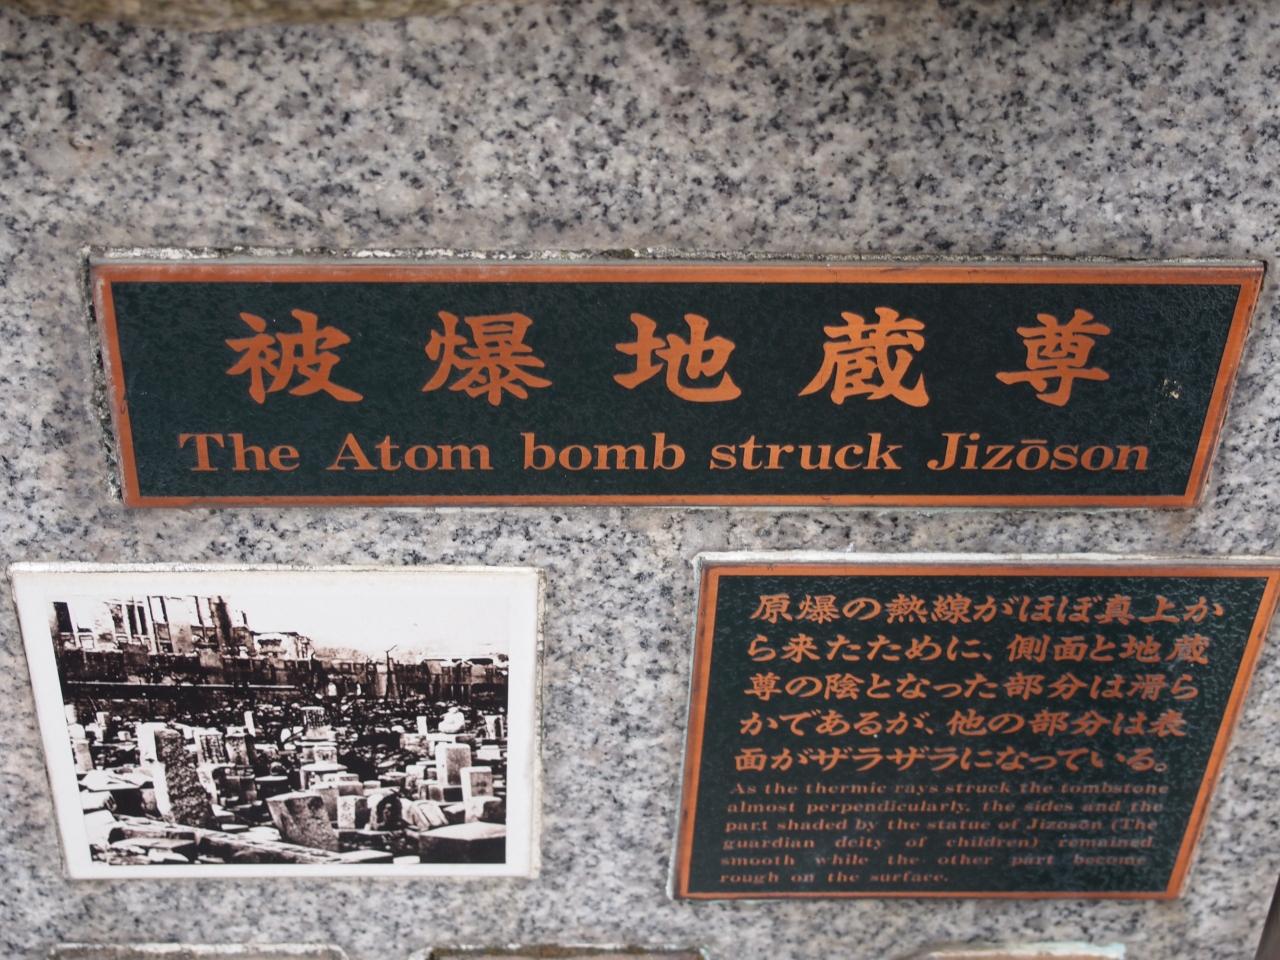 被爆地蔵尊
The Atom bomb struck Jizōson
原爆の熱線がほぼ真上か
ら来たために、側面と地蔵
尊の陰となった部分は滑ら
かであるが、他の部分は表
面がザラザラになっている。
As the thermic rays struck the tombstone
almost perpendicularly, the sides and the
part shaded by the statue of Jizosōn (The
guardian deity of children) remained
smooth while the other part become
rough on the surface.